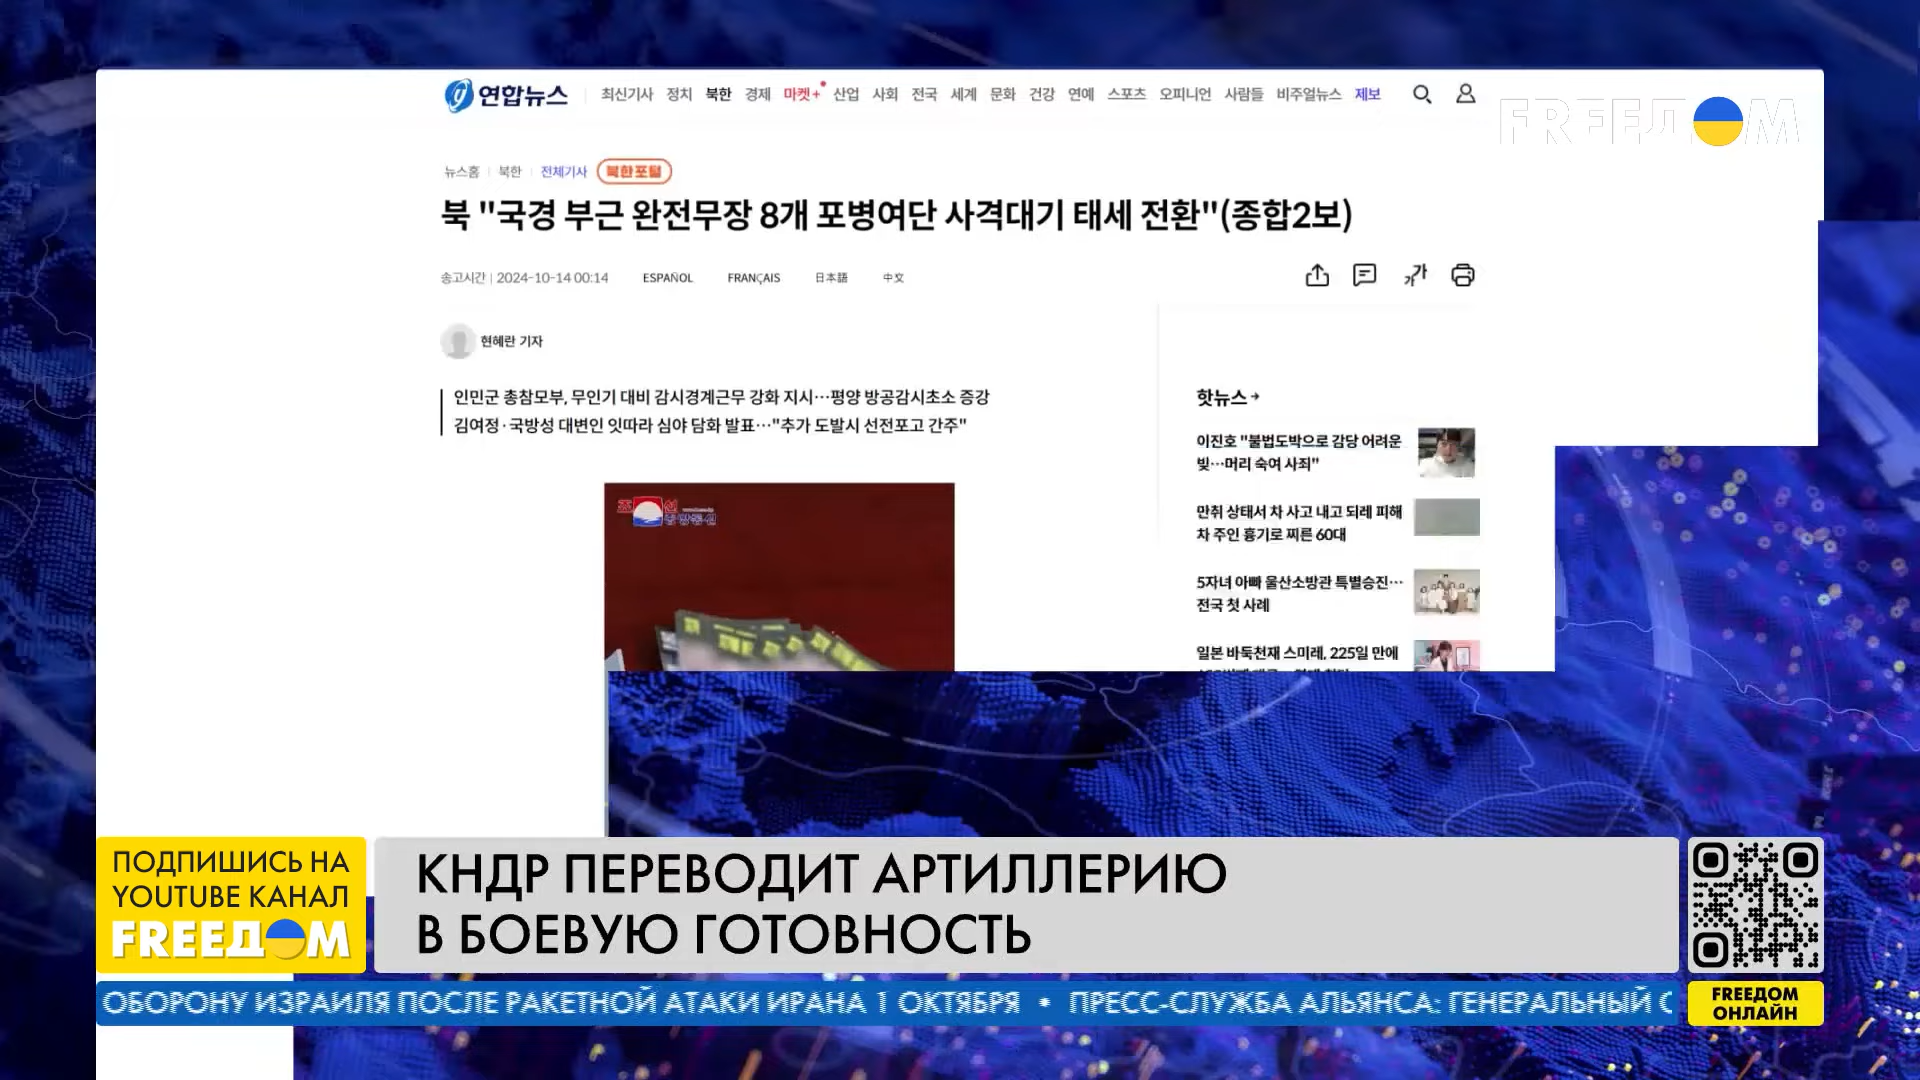 연합뉴스 최신기사 정치 북한 경제 마켓+ 산업 사회 전국 세계 문화 건강 연예 스포츠 오피니언 사람들 비주얼뉴스 제보
FREEДOM
뉴스홈 북한 전체기사 북한포털
북 "국경 부근 완전무장 8개 포병여단 사격대기 태세 전환"(종합2보)
송고시간 | 2024-10-14 00:14 ESPAÑOL FRANÇAIS 日本語 中文
현혜란 기자
인민군 총참모부, 무인기 대비 감시경계근무 강화 지시…평양 방공감시초소 증강
김여정·국방성 대변인 잇따라 심야 담화 발표…"추가 도발시 선전포고 간주"
핫뉴스
이진호 "불법도박으로 감당 어려운
빚…머리 숙여 사죄"
만취 상태서 차 사고 내고 되레 피해
차 주인 흉기로 찌른 60대
5자녀 아빠 울산소방관 특별승진…
전국 첫 사례
일본 바둑천재 스미레, 225일 만에
조선
중앙통신
ПОДПИШИСЬ НА
YOUTUBE КАНАЛ
FREEДOM
КНДР ПЕРЕВОДИТ АРТИЛЛЕРИЮ
В БОЕВУЮ ГОТОВНОСТЬ
ОБОРОНУ ИЗРАИЛЯ ПОСЛЕ РАКЕТНОЙ АТАКИ ИРАНА 1 ОКТЯБРЯ • ПРЕСС-СЛУЖБА АЛЬЯНСА: ГЕНЕРАЛЬНЫЙ С
FREEДOM
ОНЛАЙН